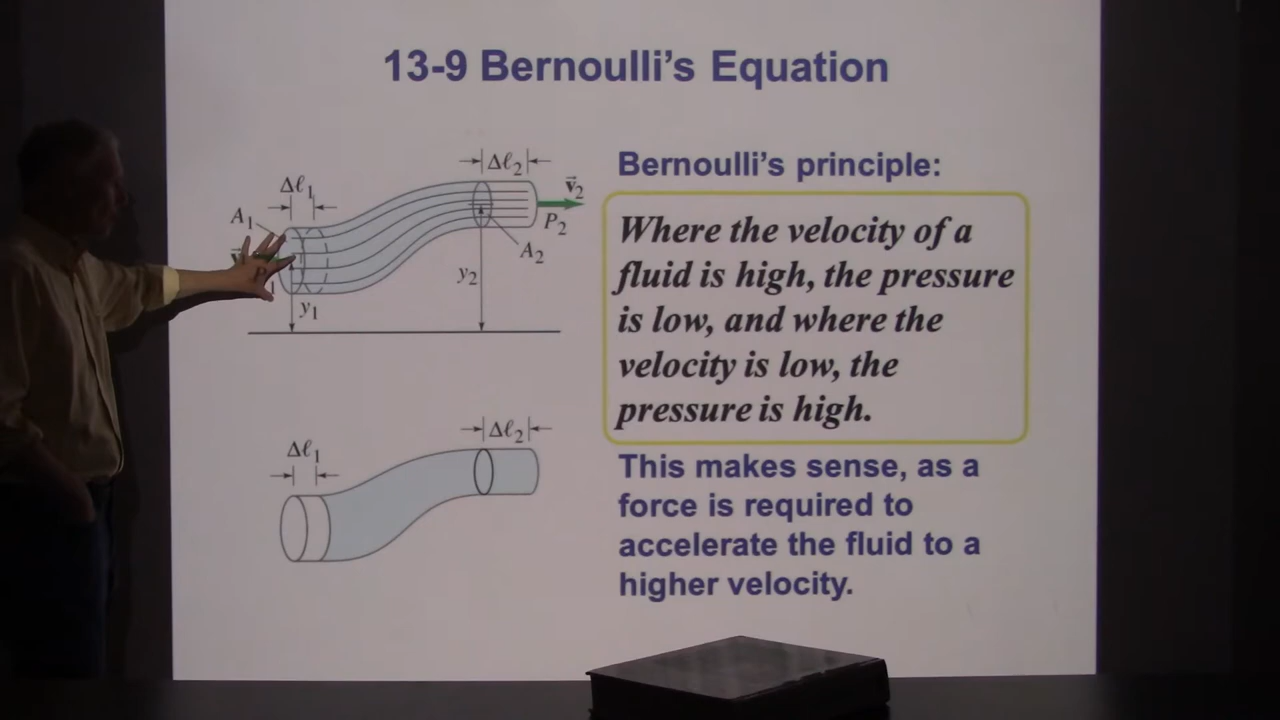 13-9 Bernoulli's Equation
Δℓ₂
Δℓ₁
v⃗₂
A₁
P₂
A₂
P₁
y₂
y₁
Bernoulli's principle:
Where the velocity of a
fluid is high, the pressure
is low, and where the
velocity is low, the
pressure is high.
Δℓ₂
Δℓ₁
This makes sense, as a
force is required to
accelerate the fluid to a
higher velocity.